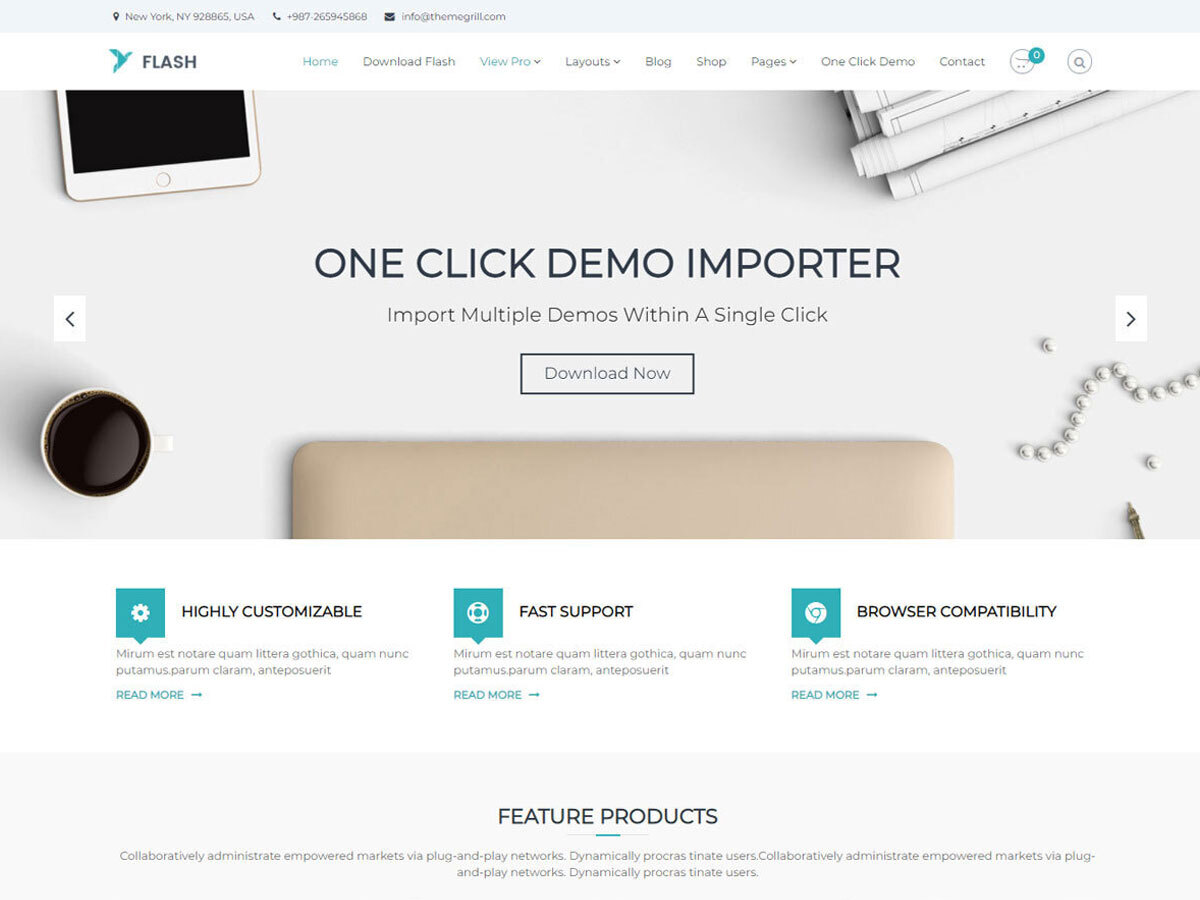 New York, NY 928865, USA +987-265945868 info@themegrill.com
FLASH Home Download Flash View Pro Layouts Blog Shop Pages One Click Demo Contact 0
ONE CLICK DEMO IMPORTER
Import Multiple Demos Within A Single Click
Download Now
HIGHLY CUSTOMIZABLE
Mirum est notare quam littera gothica, quam nunc
putamus.parum claram, anteposuerit
READ MORE
FAST SUPPORT
Mirum est notare quam littera gothica, quam nunc
putamus.parum claram, anteposuerit
READ MORE
BROWSER COMPATIBILITY
Mirum est notare quam littera gothica, quam nunc
putamus.parum claram, anteposuerit
READ MORE
FEATURE PRODUCTS
Collaboratively administrate empowered markets via plug-and-play networks. Dynamically procras tinate users.Collaboratively administrate empowered markets via plug-
and-play networks. Dynamically procras tinate users.